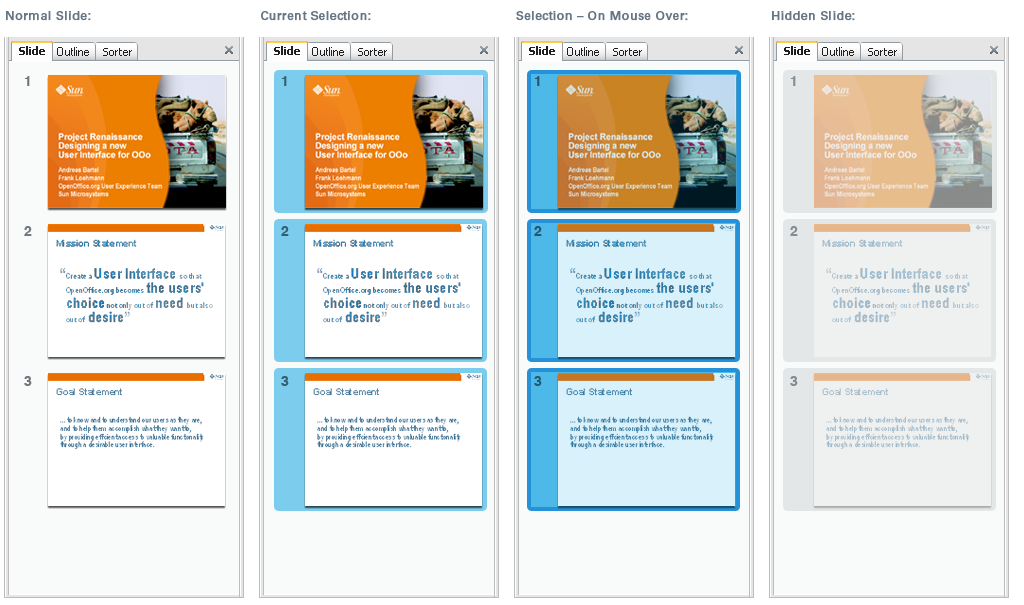 Normal Slide:
Slide Outline Sorter
1
Sun
Project Renaissance
Designing a new
User Interface for OOo
Andreas Bartel
Frank Loehmann
OpenOffice.org User Experience Team
Sun Microsystems
2
Mission Statement
“Create a User Interface so that
OpenOffice.org becomes the users'
choice not only out of need but also
out of desire”
3
Goal Statement
... to know and to understand our users as they are,
and to help them accomplish what they want to,
by providing efficient access to valuable functionality
through a desirable user interface.
Current Selection:
Slide Outline Sorter
1
Sun
Project Renaissance
Designing a new
User Interface for OOo
Andreas Bartel
Frank Loehmann
OpenOffice.org User Experience Team
Sun Microsystems
2
Mission Statement
“Create a User Interface so that
OpenOffice.org becomes the users'
choice not only out of need but also
out of desire”
3
Goal Statement
... to know and to understand our users as they are,
and to help them accomplish what they want to,
by providing efficient access to valuable functionality
through a desirable user interface.
Selection – On Mouse Over:
Slide Outline Sorter
1
Sun
Project Renaissance
Designing a new
User Interface for OOo
Andreas Bartel
Frank Loehmann
OpenOffice.org User Experience Team
Sun Microsystems
2
Mission Statement
“Create a User Interface so that
OpenOffice.org becomes the users'
choice not only out of need but also
out of desire”
3
Goal Statement
... to know and to understand our users as they are,
and to help them accomplish what they want to,
by providing efficient access to valuable functionality
through a desirable user interface.
Hidden Slide:
Slide Outline Sorter
1
Sun
Project Renaissance
Designing a new
User Interface for OOo
Andreas Bartel
Frank Loehmann
OpenOffice.org User Experience Team
Sun Microsystems
2
Mission Statement
“Create a User Interface so that
OpenOffice.org becomes the users'
choice not only out of need but also
out of desire”
3
Goal Statement
... to know and to understand our users as they are,
and to help them accomplish what they want to,
by providing efficient access to valuable functionality
through a desirable user interface.